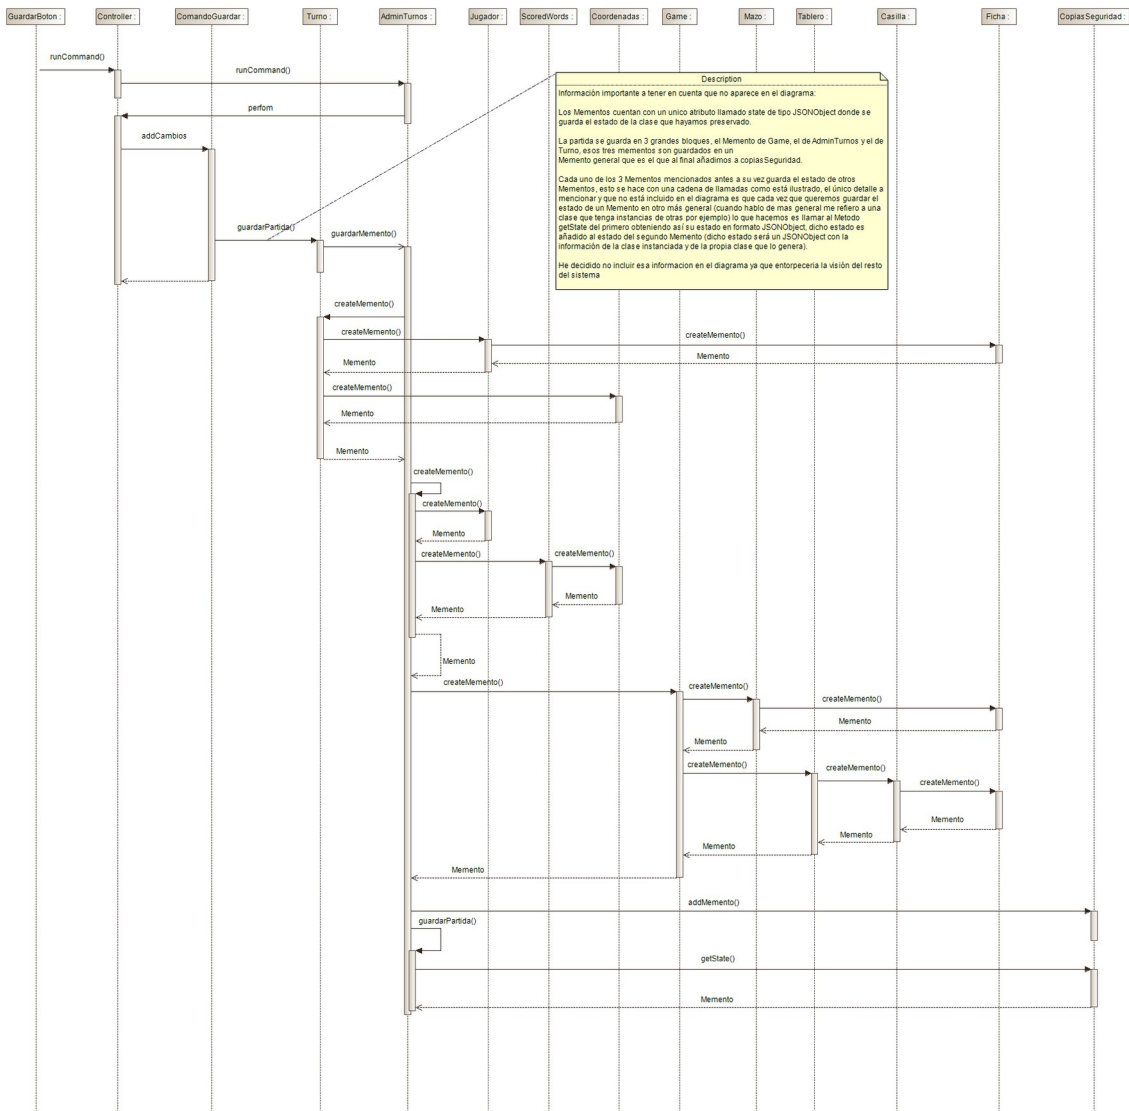 GuardarBoton :
Controller :
ComandoGuardar :
Turno :
AdminTurnos :
Jugador :
ScoredWords :
Coordenadas :
Game :
Mazo :
Tablero :
Casilla :
Ficha :
CopiasSeguridad :
runCommand()
runCommand()
perfom
addCambios
guardarPartida()
guardarMemento()
Description
Información importante a tener en cuenta que no aparece en el diagrama:
Los Mementos cuentan con un unico atributo llamado state de tipo JSONObject donde se
guarda el estado de la clase que hayamos preservado.
La partida se guarda en 3 grandes bloques, el Memento de Game, el de AdminTurnos y el de
Turno, esos tres mementos son guardados en un
Memento general que es el que al final añadimos a copiasSeguridad.
Cada uno de los 3 Mementos mencionados antes a su vez guarda el estado de otros
Mementos, esto se hace con una cadena de llamadas como está ilustrado, el único detalle a
mencionar y que no está incluido en el diagrama es que cada vez que queremos guardar el
estado de un Memento en otro más general (cuando hablo de mas general me refiero a una
clase que tenga instancias de otras por ejemplo) lo que hacemos es llamar al Metodo
getState del primero obteniendo así su estado en formato JSONObject, dicho estado es
añadido al estado del segundo Memento (dicho estado será un JSONObject con la
información de la clase instanciada y de la propia clase que lo genera).
He decidido no incluir esa informacion en el diagrama ya que entorpeceria la visión del resto
del sistema
createMemento()
createMemento()
createMemento()
Memento
Memento
createMemento()
Memento
Memento
createMemento()
createMemento()
Memento
createMemento()
createMemento()
Memento
Memento
Memento
createMemento()
createMemento()
createMemento()
Memento
Memento
createMemento()
createMemento()
createMemento()
Memento
Memento
Memento
Memento
addMemento()
guardarPartida()
getState()
Memento